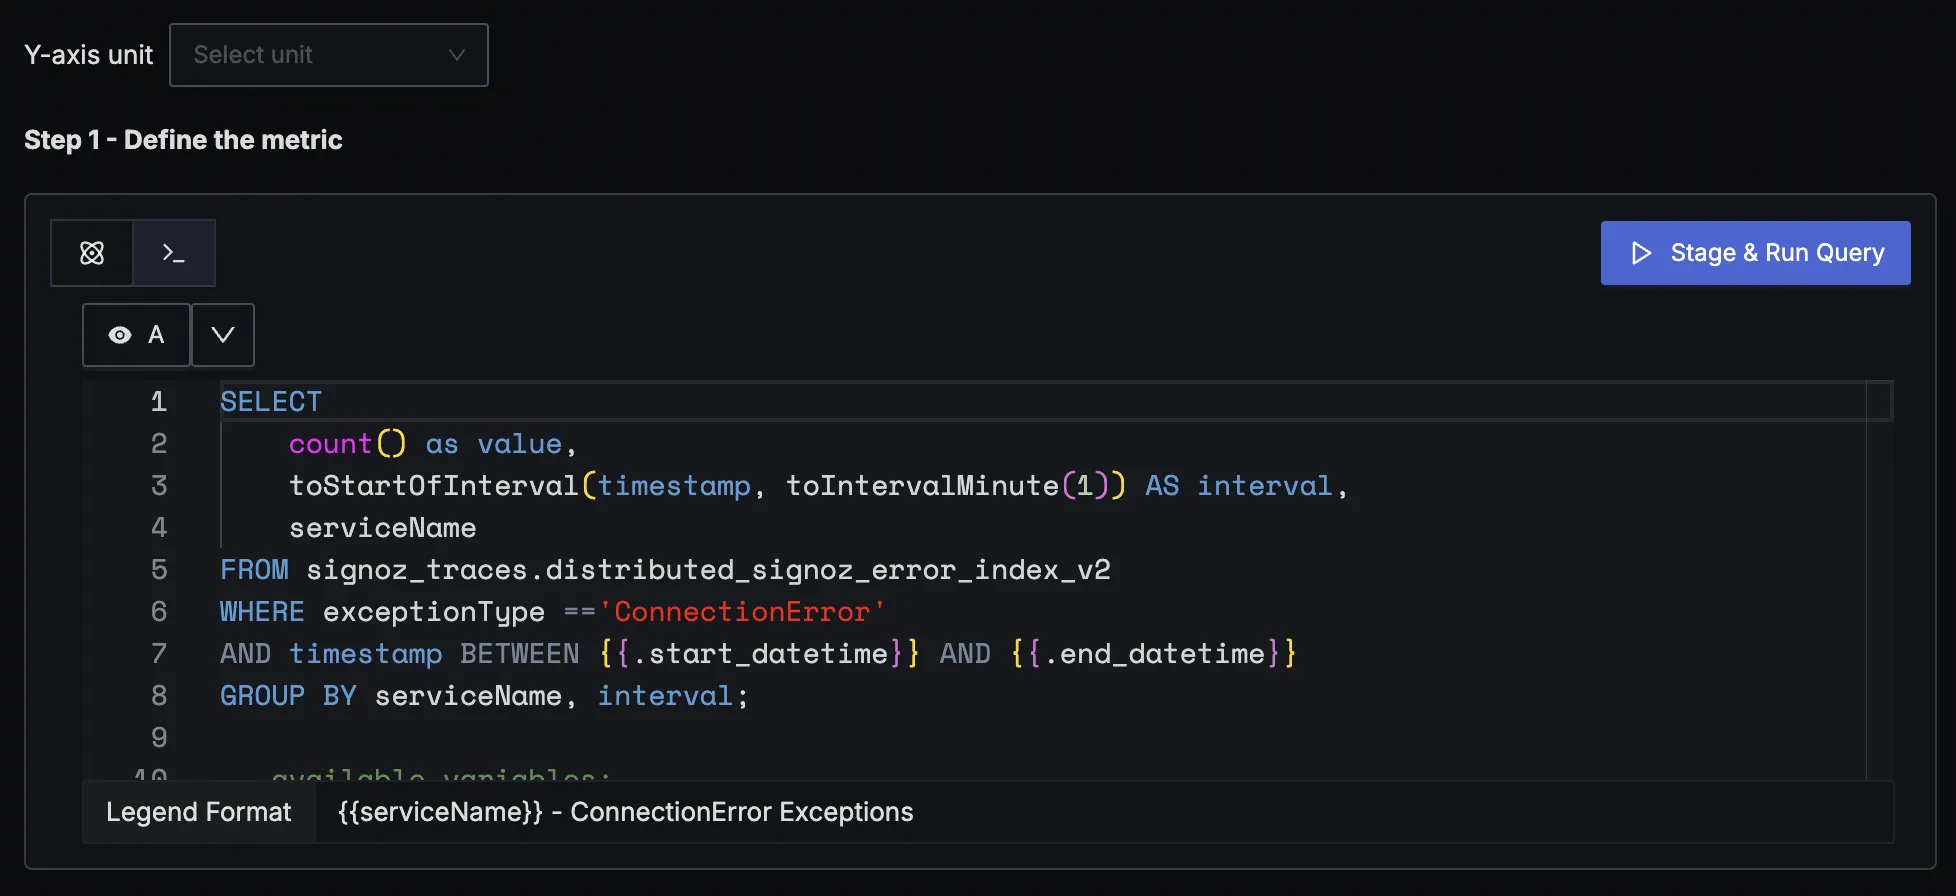 Y-axis unit Select unit
Step 1 - Define the metric
>_ Stage & Run Query
A
1 SELECT
2 count() as value,
3 toStartOfInterval(timestamp, toIntervalMinute(1)) AS interval,
4 serviceName
5 FROM signoz_traces.distributed_signoz_error_index_v2
6 WHERE exceptionType =='ConnectionError'
7 AND timestamp BETWEEN {{.start_datetime}} AND {{.end_datetime}}
8 GROUP BY serviceName, interval;
9
10 available variables:
Legend Format {{serviceName}} - ConnectionError Exceptions